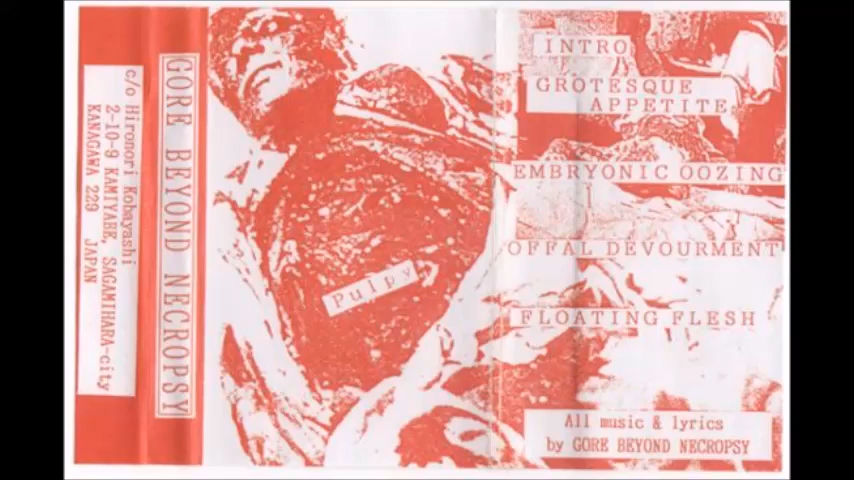 c/o Hironori Kobayashi
2-10-9 KAMIYABE, SAGAMIHARA-city
KANAGAWA 229 JAPAN
GORE BEYOND NECROPSY
Pulpy
INTRO
GROTESQUE
APPETITE
EMBRYONIC OOZING
OFFAL DEVOURMENT
FLOATING FLESH
All music & lyrics
by GORE BEYOND NECROPSY